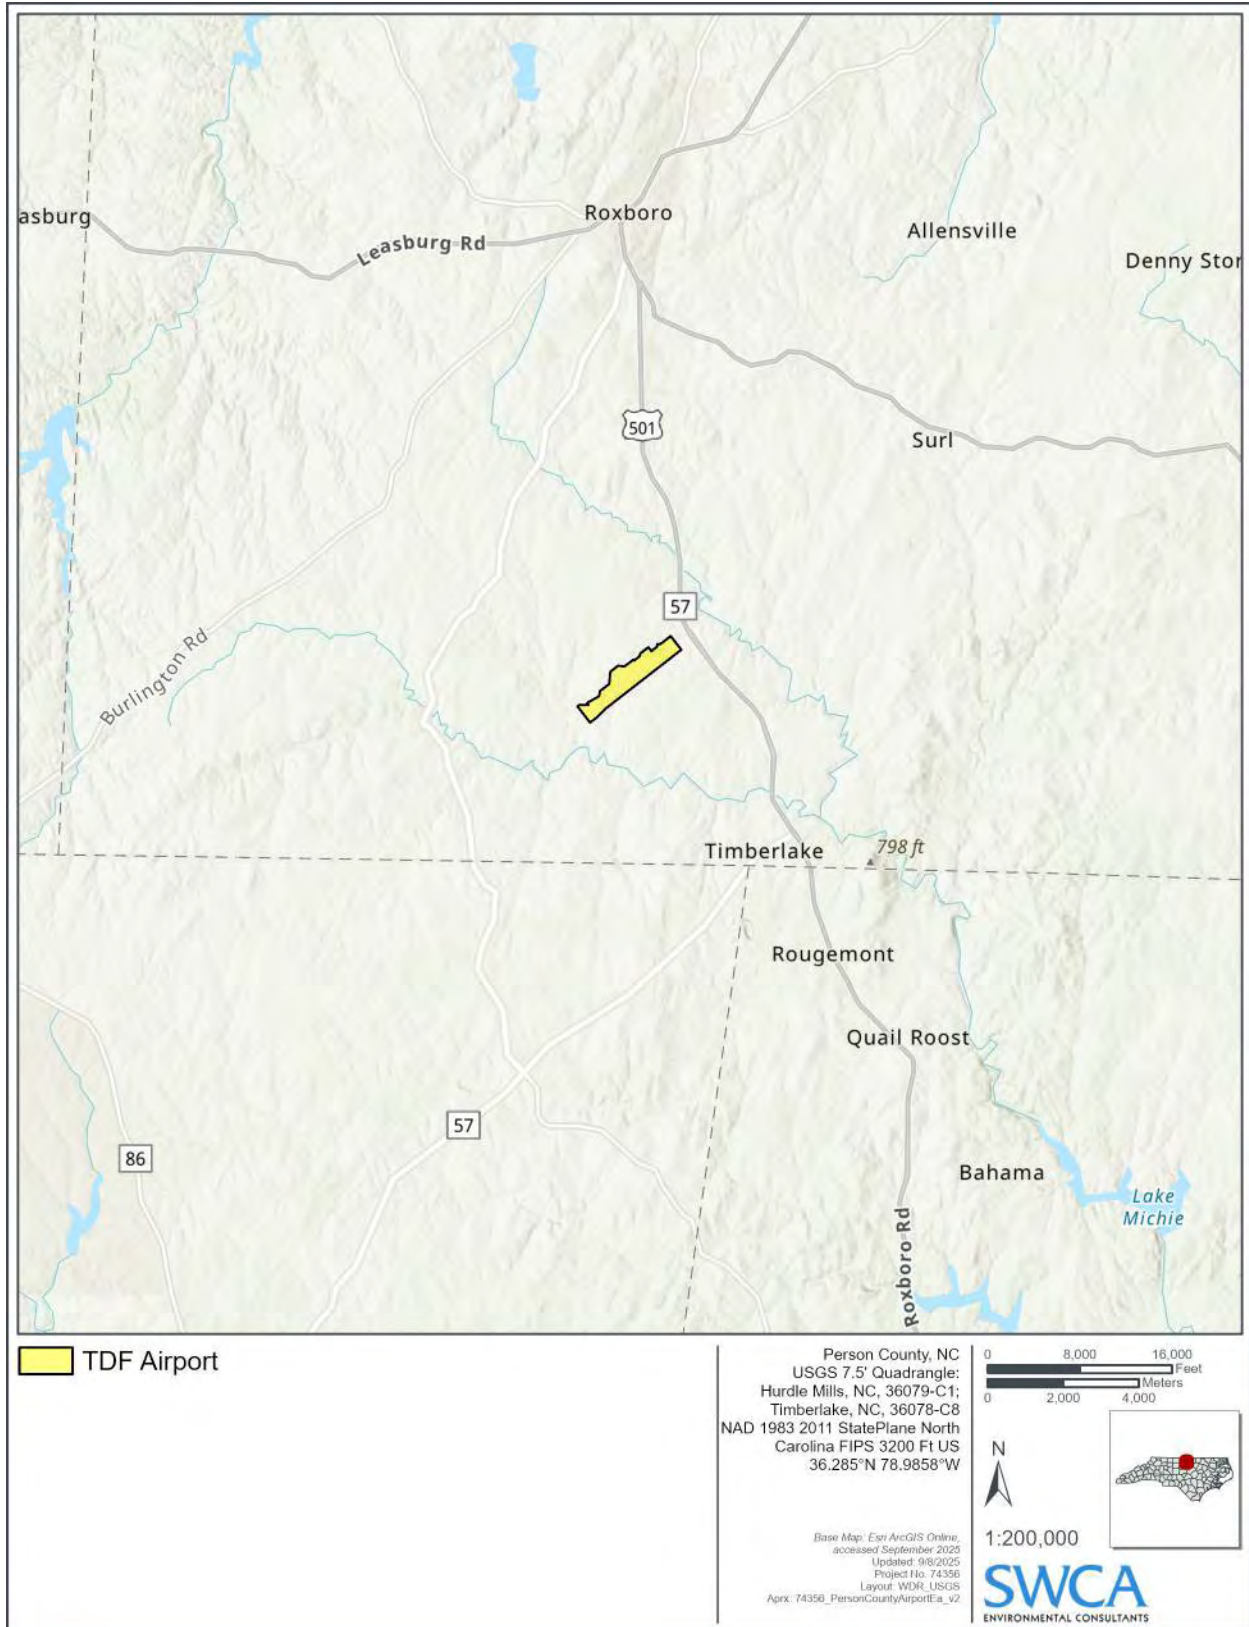 Roxboro
asburg
Leasburg Rd
Allensville
Denny Stor
501
Surl
57
Burlington Rd
Timberlake
798 ft
Rougemont
Quail Roost
57
86
Bahama
Lake
Michie
Roxboro Rd
TDF Airport
Person County, NC
USGS 7.5' Quadrangle:
Hurdle Mills, NC, 36079-C1;
Timberlake, NC, 36078-C8
NAD 1983 2011 StatePlane North
Carolina FIPS 3200 Ft US
36.285°N 78.9858°W
Base Map: Esri ArcGIS Online,
accessed September 2025
Updated: 9/8/2025
Project No. 74356
Layout: WDR_USGS
Aprx: 74356_PersonCountyAirportEa_v2
0 8,000 16,000
Feet
Meters
0 2,000 4,000
N
1:200,000
SWCA
ENVIRONMENTAL CONSULTANTS